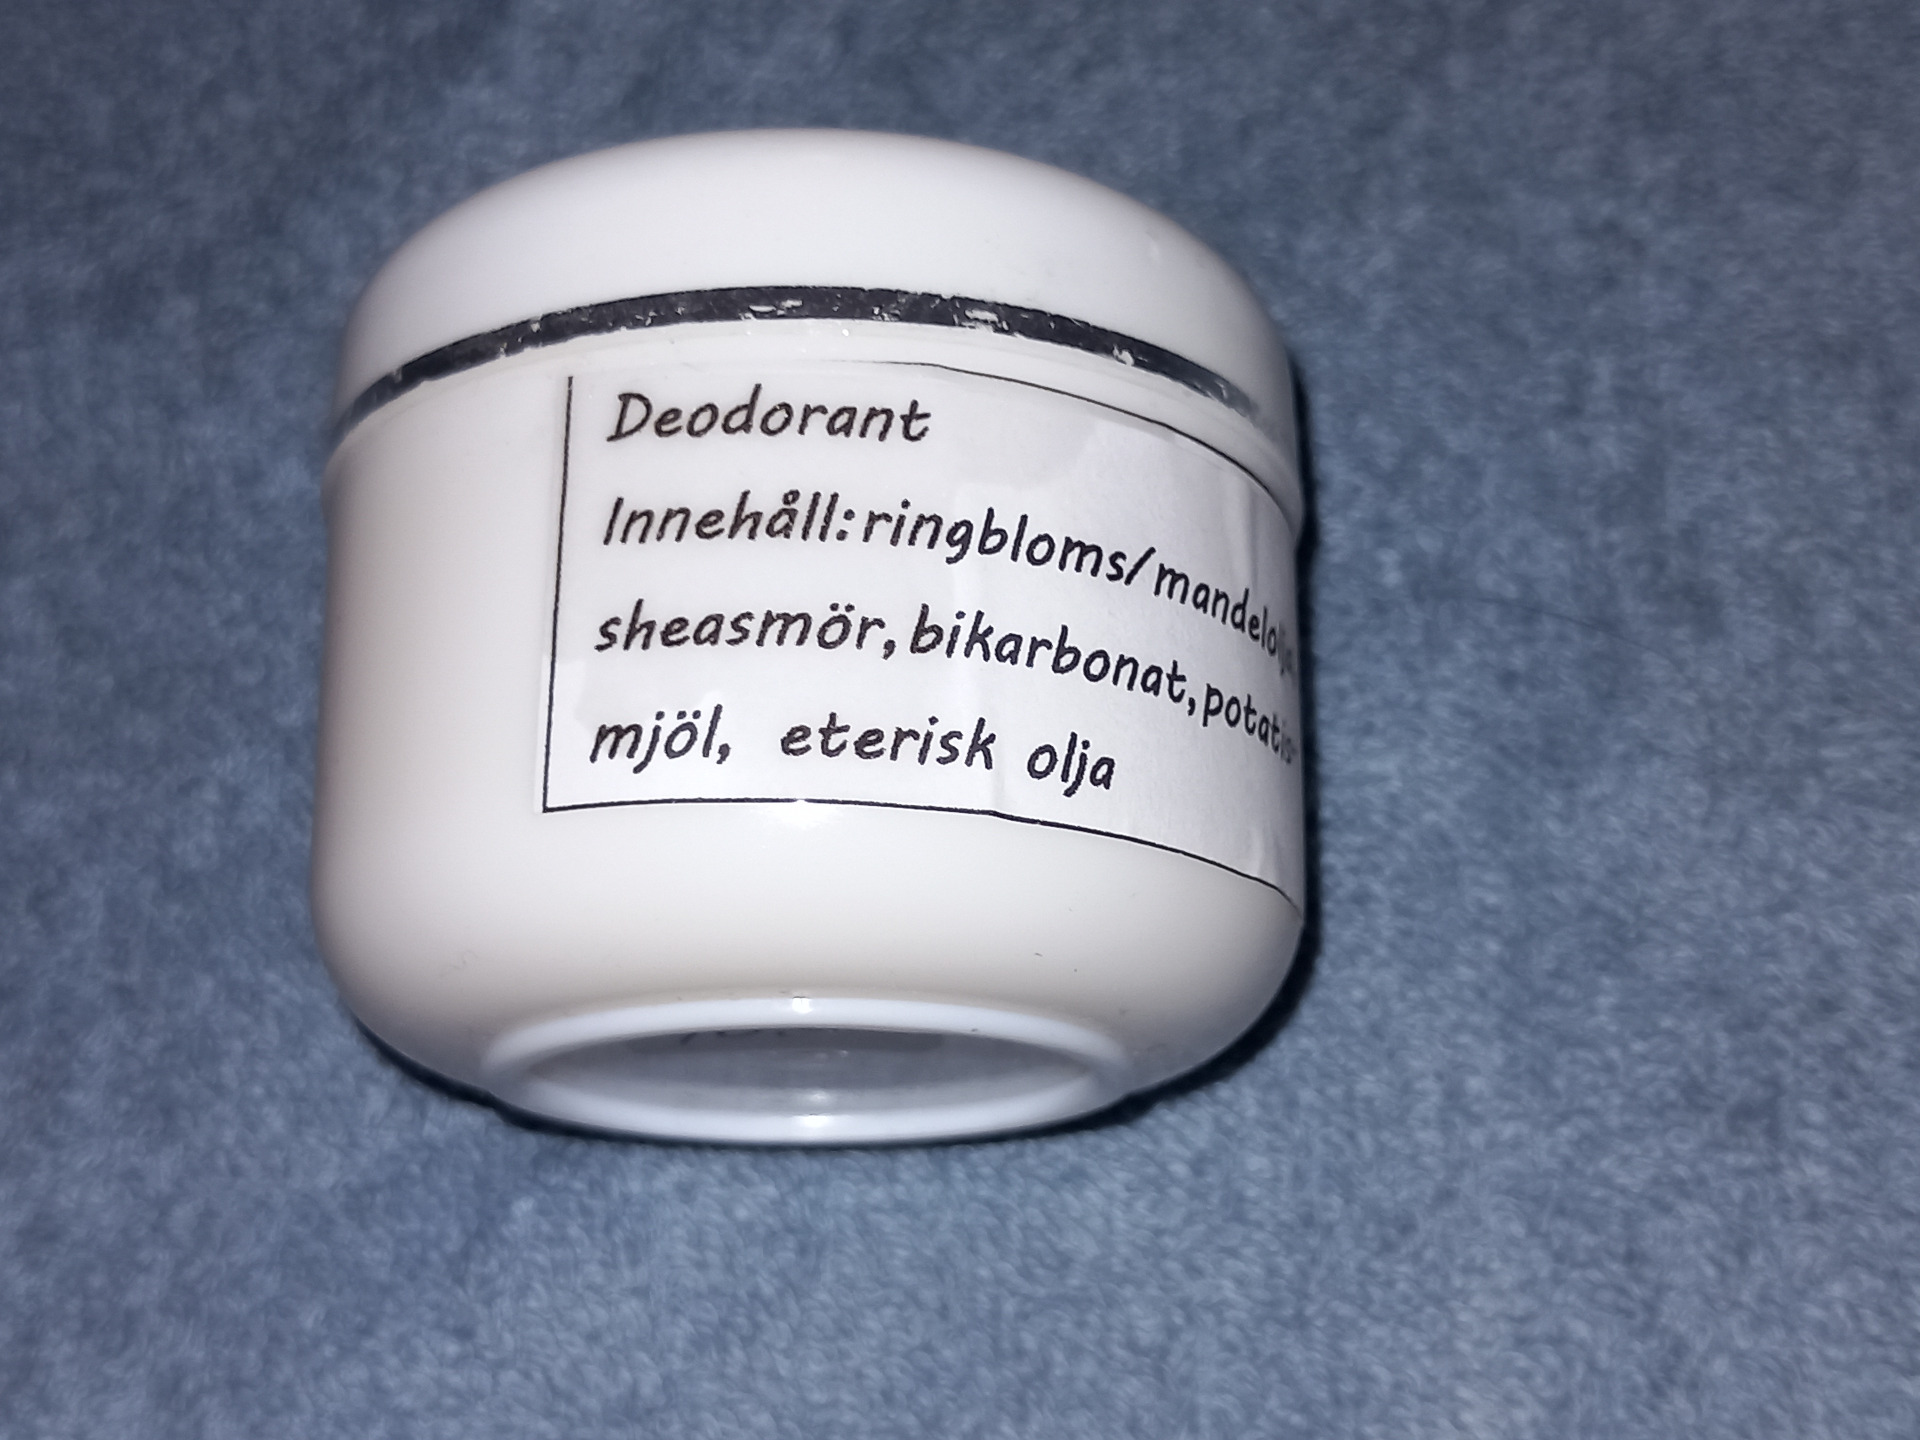 Deodorant
Innehåll: ringbloms/mandelolja
sheasmör, bikarbonat, potatis-
mjöl, eterisk olja